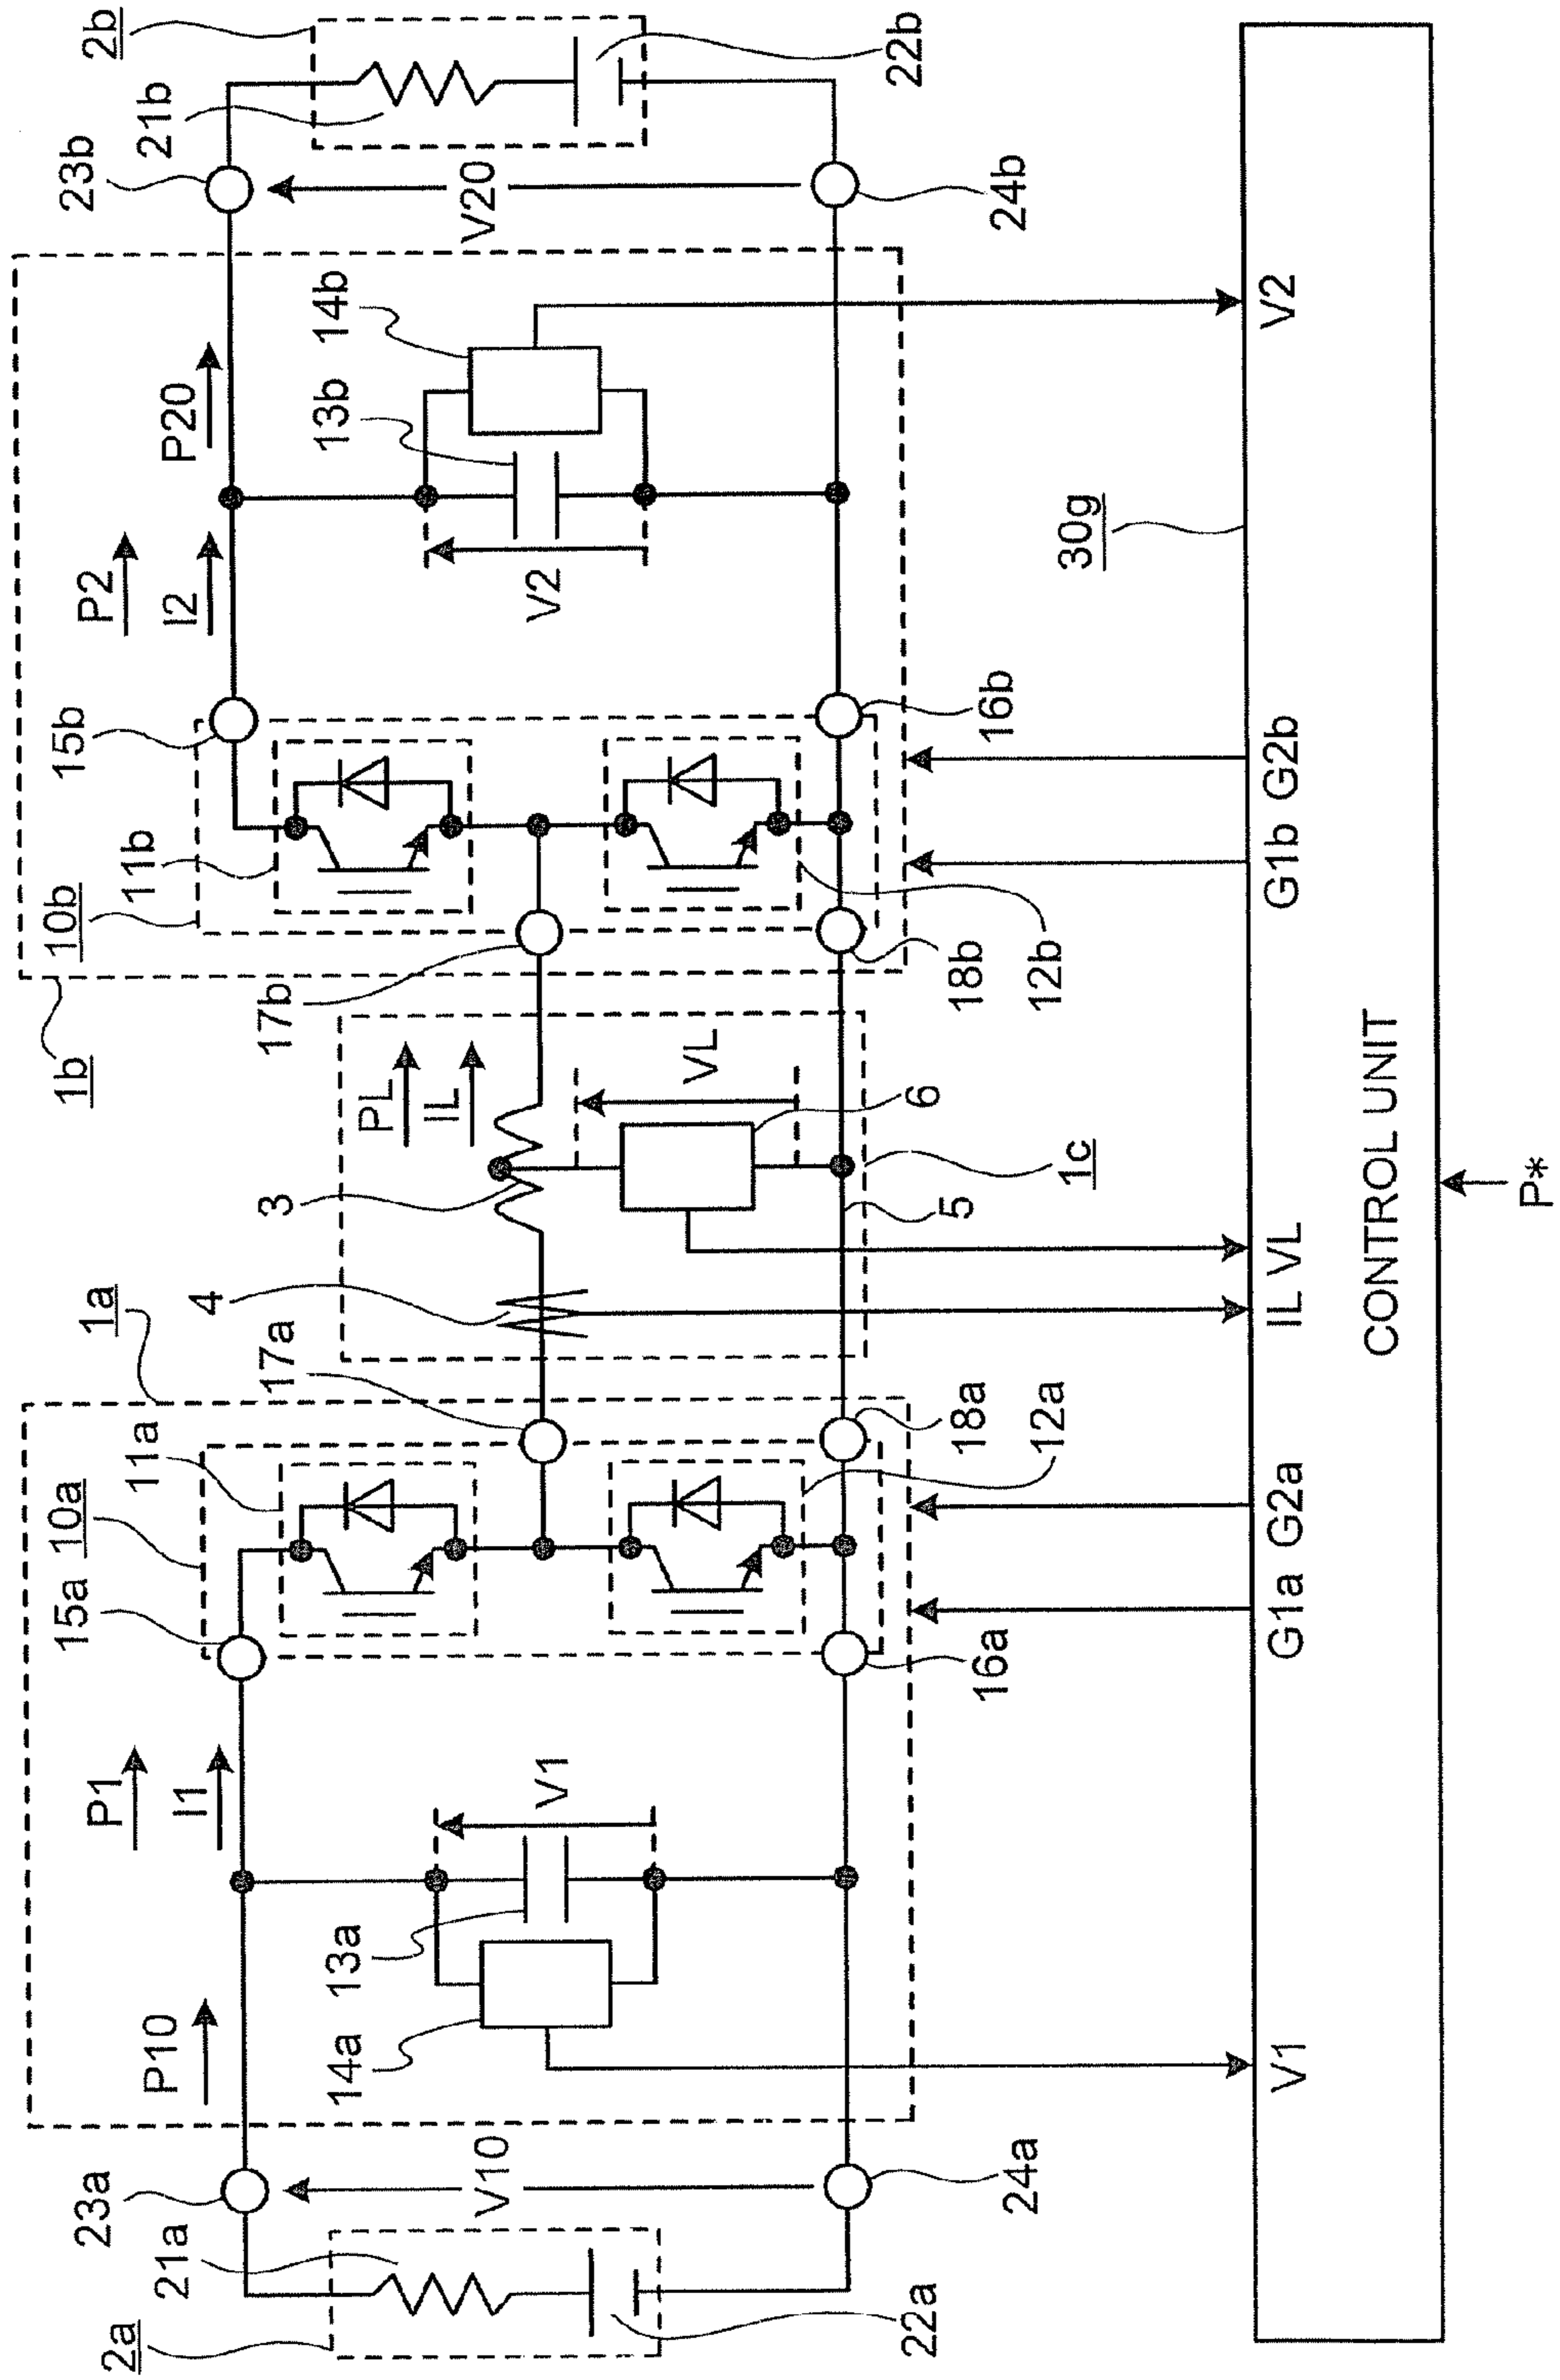 2a
21a
22a
23a
V10
24a
1a
P10
P1
I1
14a
13a
V1
15a
10a
11a
16a
12a
17a
18a
4
3
PL
IL
VL
6
5
1c
1b
10b
11b
15b
17b
18b
12b
16b
P2
I2
P20
V2
13b
14b
23b
V20
24b
2b
21b
22b
30g
V1
G1a
G2a
IL
VL
G1b
G2b
V2
CONTROL UNIT
P*